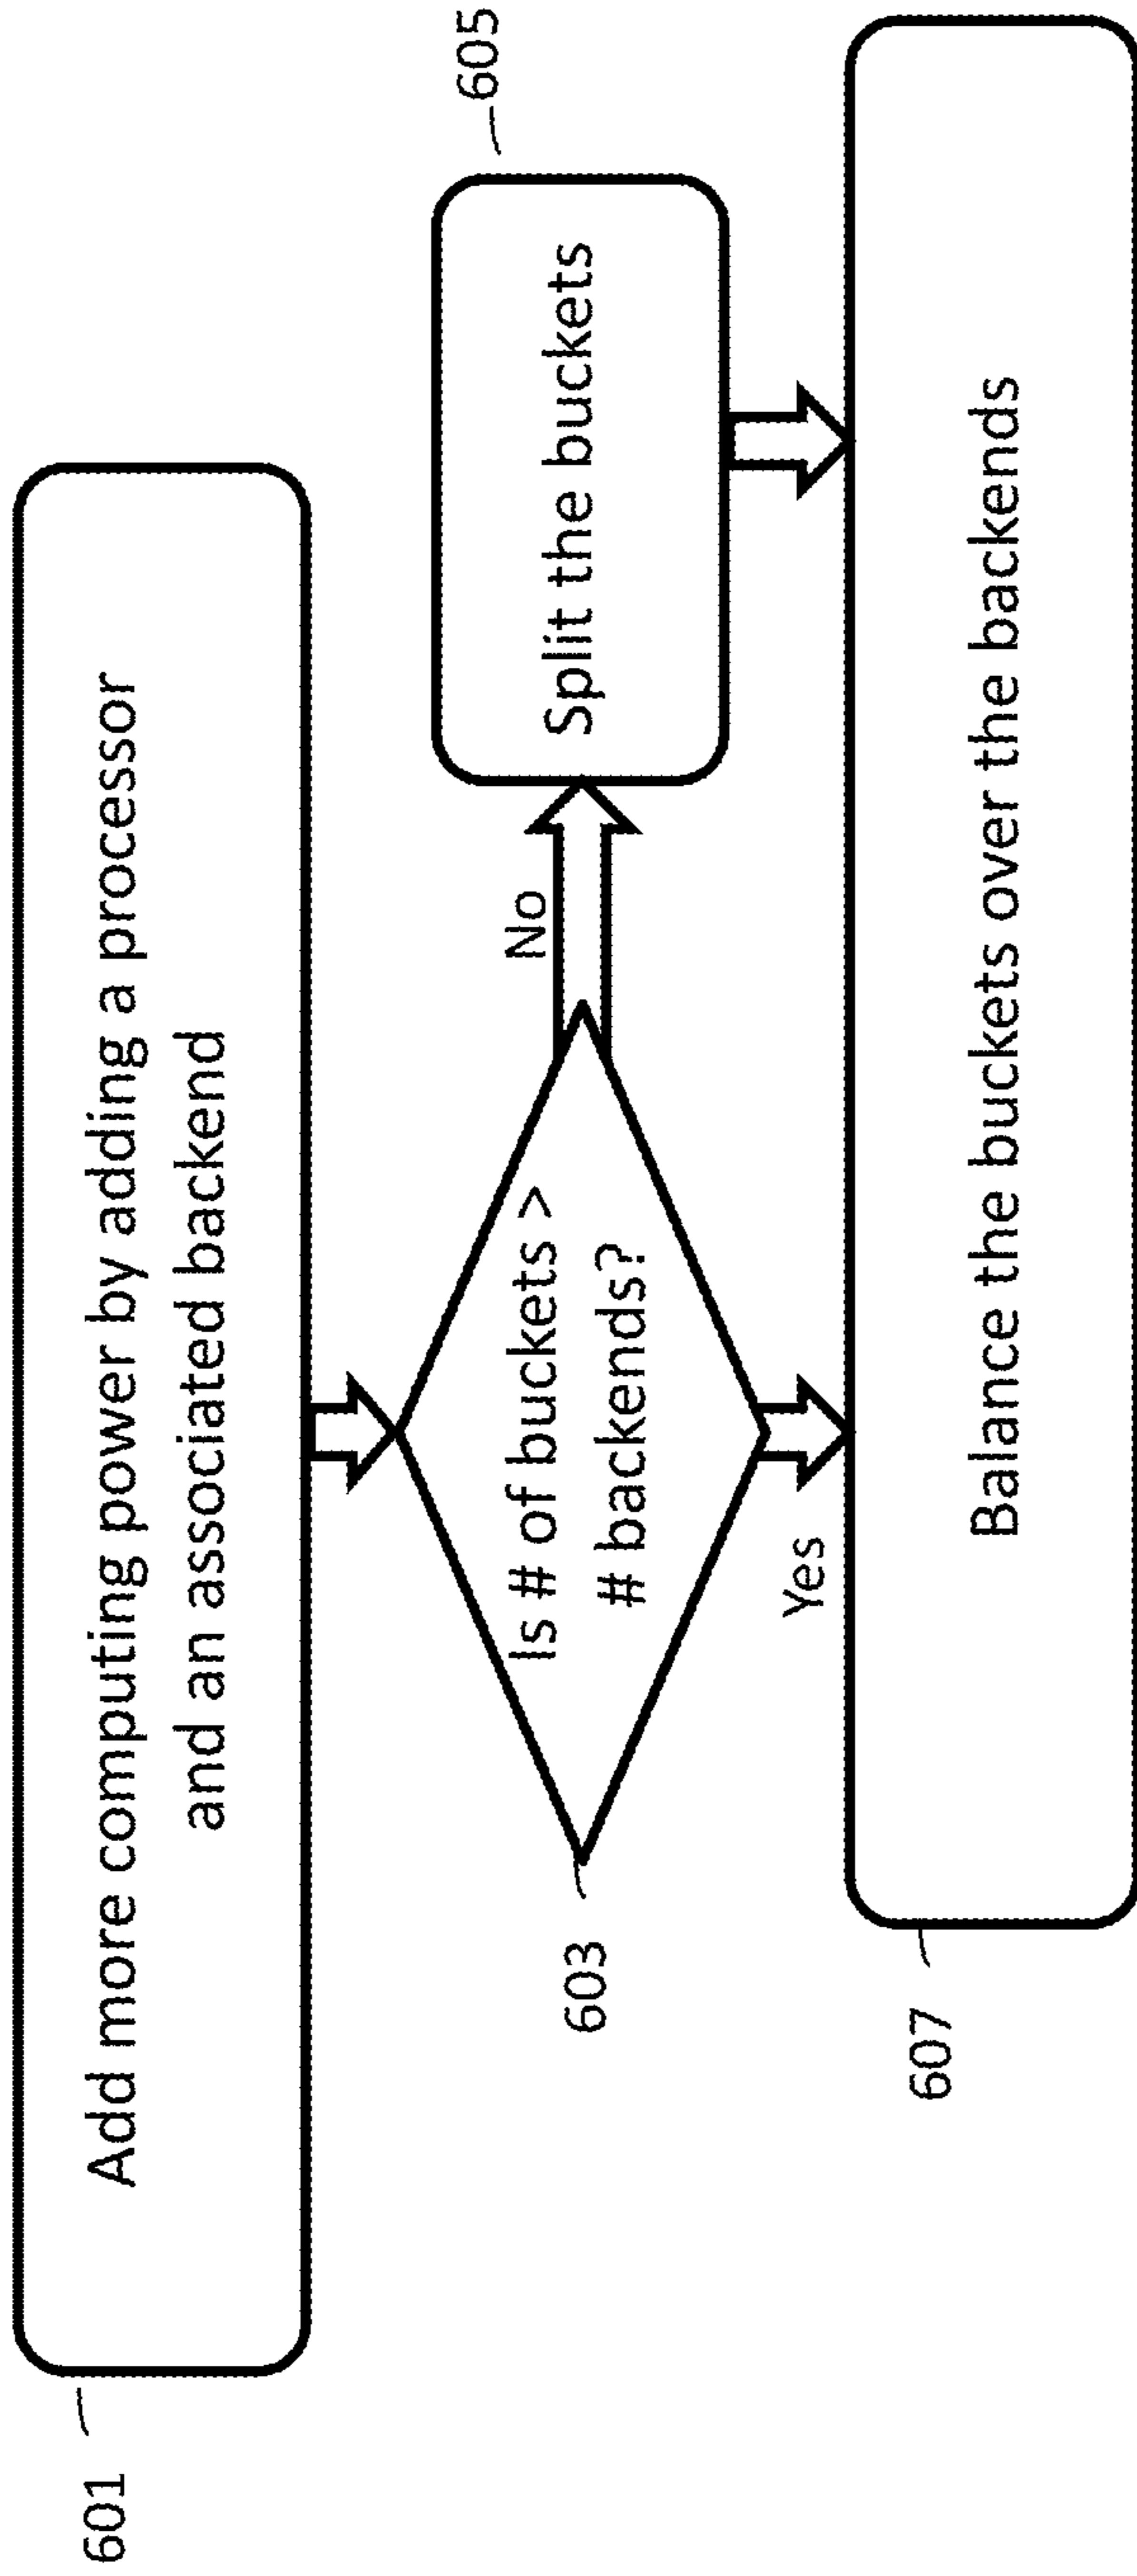 601
Add more computing power by adding a processor
and an associated backend
603
Is # of buckets >
# backends?
No
605
Split the buckets
Yes
607
Balance the buckets over the backends